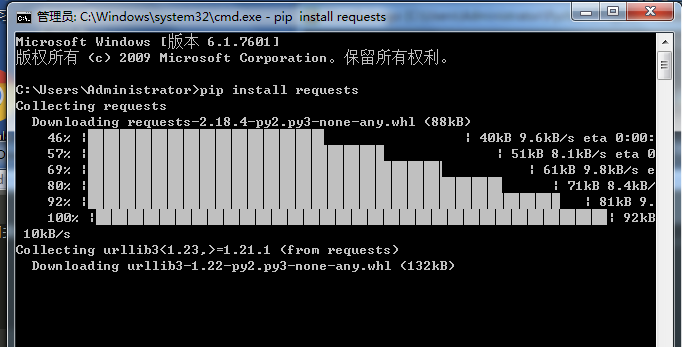 管理员: C:\Windows\system32\cmd.exe - pip install requests
Microsoft Windows [版本 6.1.7601]
版权所有 (c) 2009 Microsoft Corporation。保留所有权利。
C:\Users\Administrator>pip install requests
Collecting requests
Downloading requests-2.18.4-py2.py3-none-any.whl (88kB)
46% | | 40kB 9.6kB/s eta 0:00:
57% | | 51kB 8.1kB/s eta 0
69% | | 61kB 9.8kB/s e
80% | | 71kB 8.4kB/
92% | | 81kB 9.
100% | | 92kB
10kB/s
Collecting urllib3<1.23,>=1.21.1 (from requests)
Downloading urllib3-1.22-py2.py3-none-any.whl (132kB)